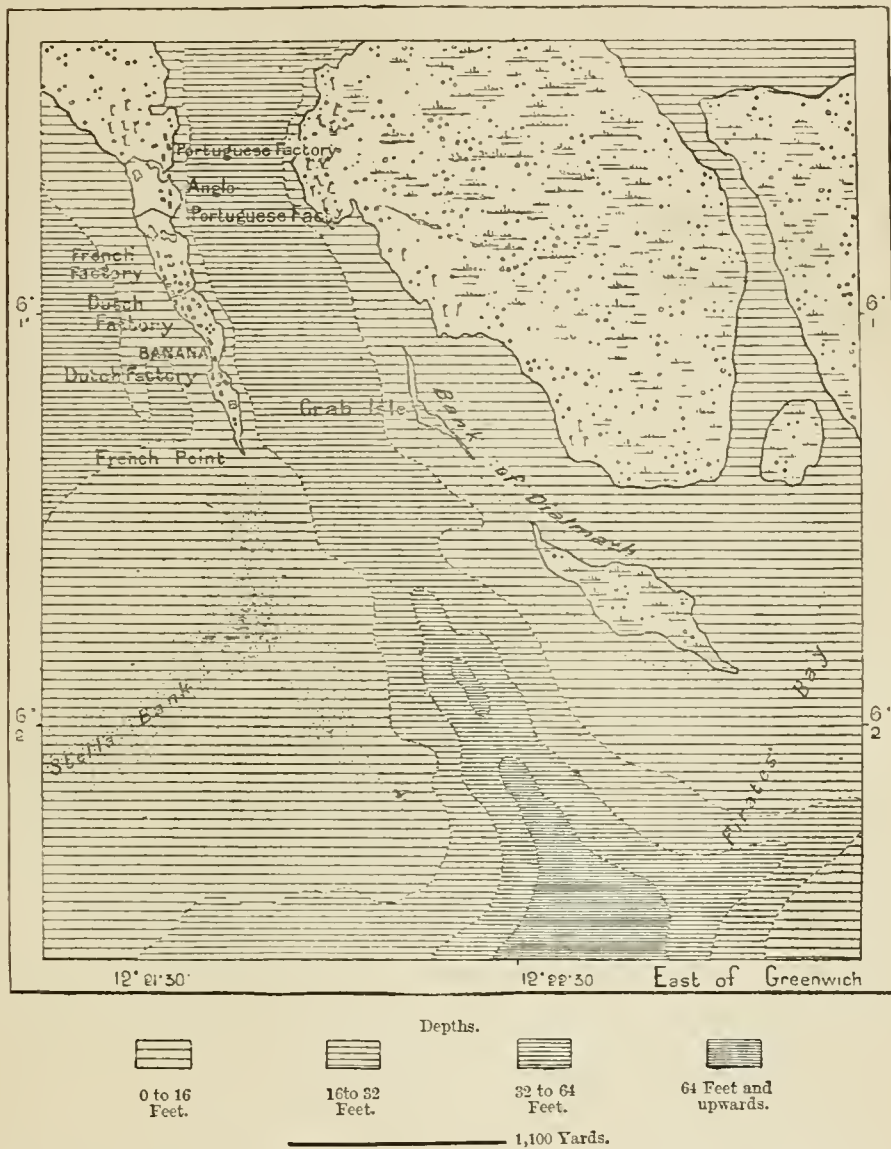 Portuguese Factory
Anglo
Portuguese Facty
French
Factory
6°
1'
6°
1'
Dutch
Factory
BANANA
Dutch Factory
B
Crab Isle
Bank of Dialmath
French Point
Stella Bank
6°
2'
6°
2'
Pirates' Bay
12° 21'30"
12° 22'30"
East of Greenwich
Depths.
0 to 16
Feet.
16 to 32
Feet.
32 to 64
Feet.
64 Feet and
upwards.
1,100 Yards.